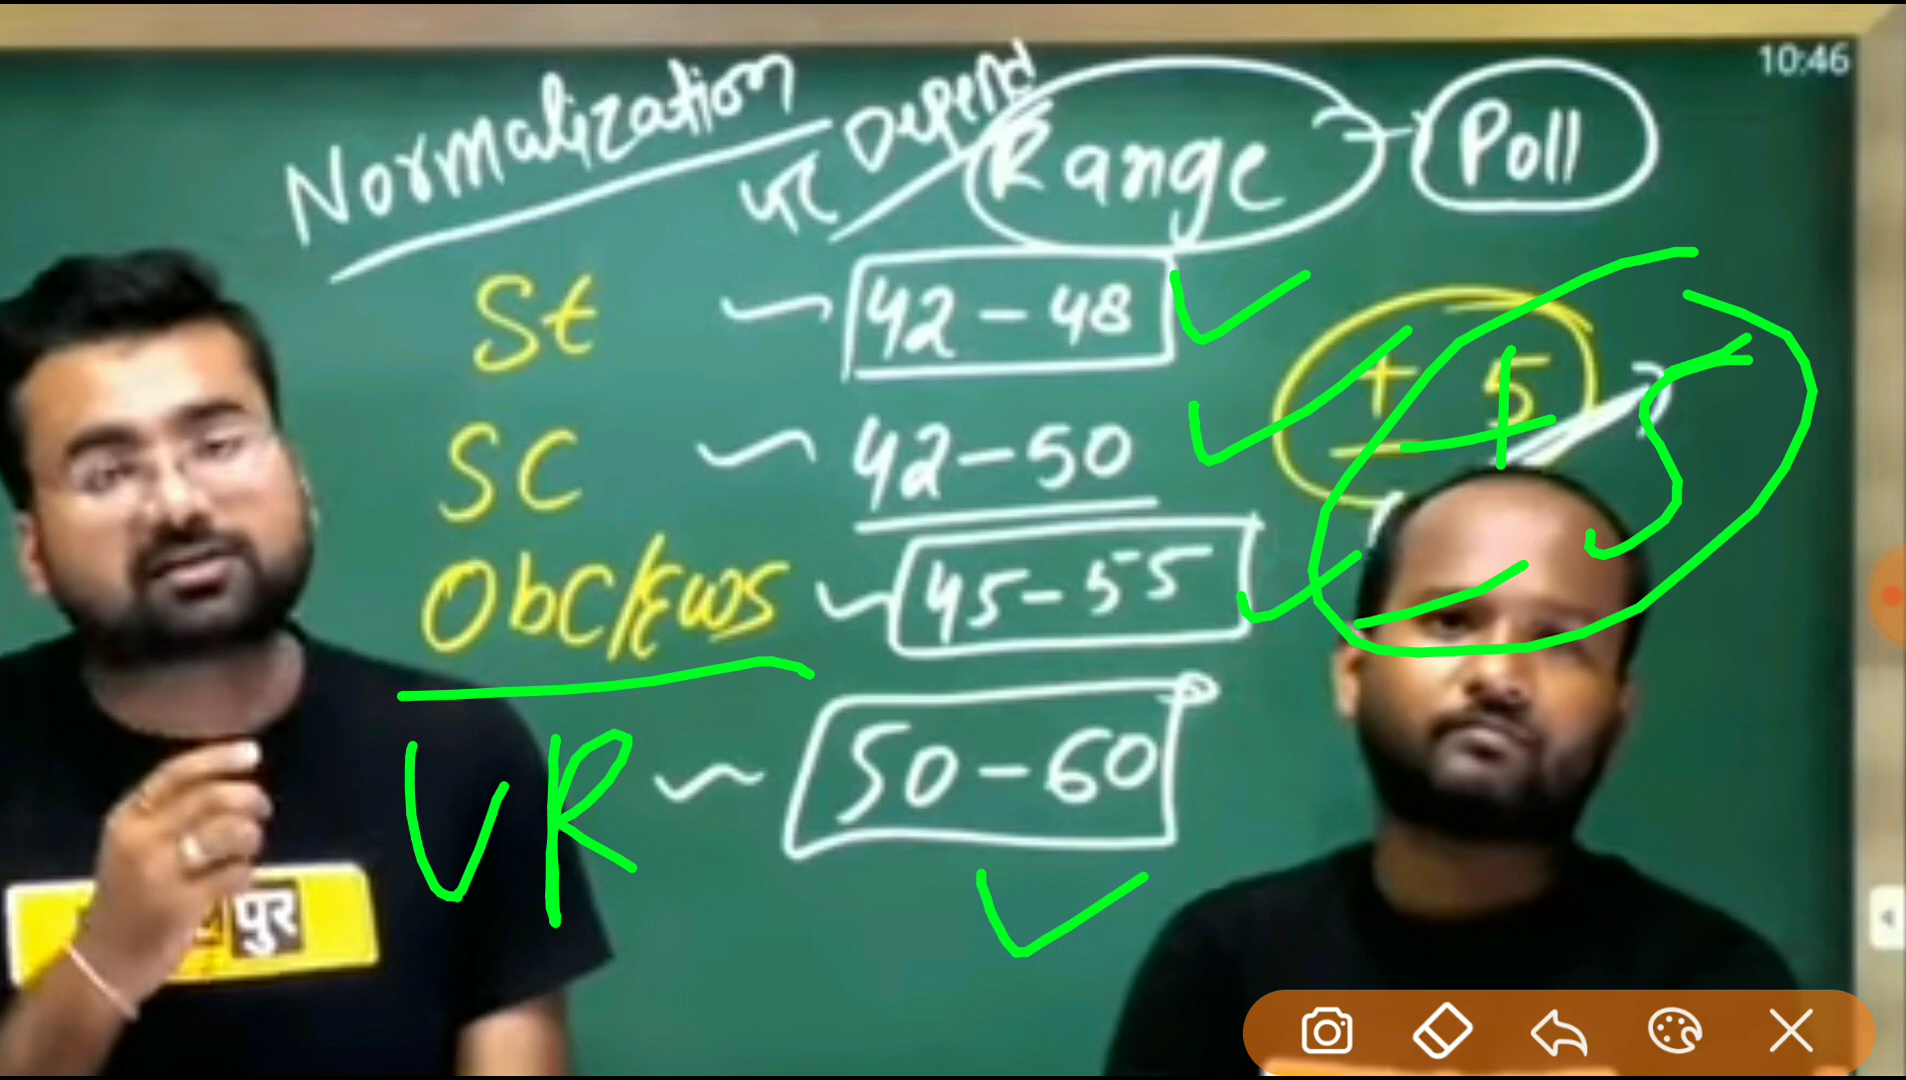 10:46
Normalization पर Depend Range → Poll
St ~ 42-48
SC ~ 42-50
ObC/EWS ~ 45-55
UR ~ 50-60
± 5
± 5
पुर